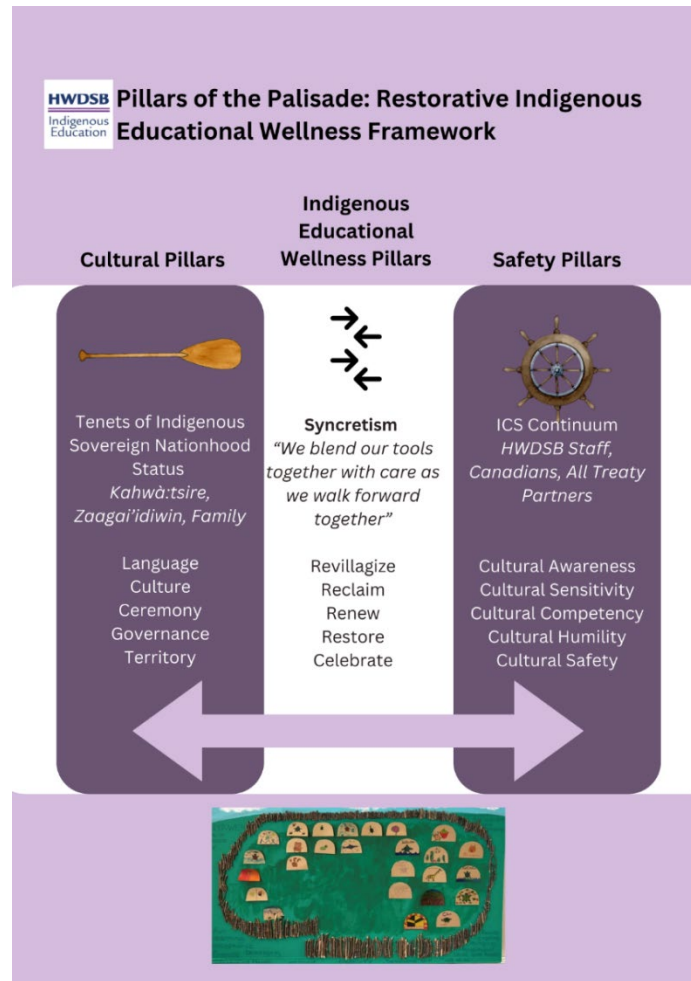 HWDSB
Indigenous
Education
Pillars of the Palisade: Restorative Indigenous
Educational Wellness Framework
Cultural Pillars
Indigenous
Educational
Wellness Pillars
Safety Pillars
Tenets of Indigenous
Sovereign Nationhood
Status
Kahwà:tsire,
Zaagai'idiwin, Family
Language
Culture
Ceremony
Governance
Territory
Syncretism
“We blend our tools
together with care as
we walk forward
together”
Revillagize
Reclaim
Renew
Restore
Celebrate
ICS Continuum
HWDSB Staff,
Canadians, All Treaty
Partners
Cultural Awareness
Cultural Sensitivity
Cultural Competency
Cultural Humility
Cultural Safety